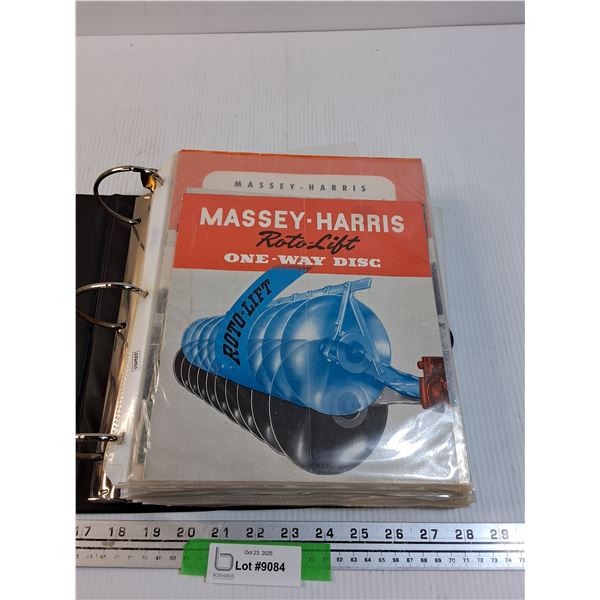 MASSEY-HARRIS
MASSEY-HARRIS
Roto-Lift
ONE-WAY DISC
ROTO-LIFT
17 18 19 20 21 22 23 24 25 26 27 28 29
Oct 23, 2025
Lot #9084